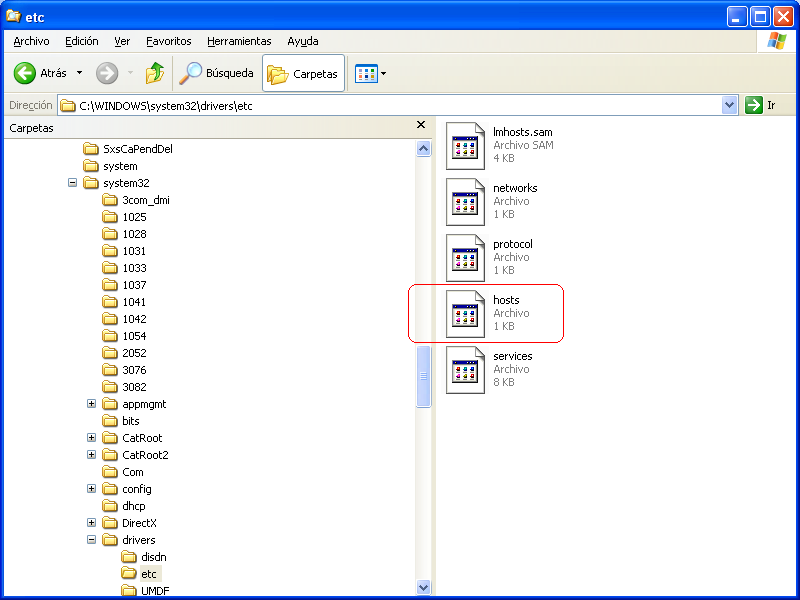 etc
Archivo Edición Ver Favoritos Herramientas Ayuda
Atrás Búsqueda Carpetas
Dirección C:\WINDOWS\system32\drivers\etc Ir
Carpetas
SxsCaPendDel
system
system32
3com_dmi
1025
1028
1031
1033
1037
1041
1042
1054
2052
3076
3082
appmgmt
bits
CatRoot
CatRoot2
Com
config
dhcp
DirectX
drivers
disdn
etc
UMDF
lmhosts.sam
Archivo SAM
4 KB
networks
Archivo
1 KB
protocol
Archivo
1 KB
hosts
Archivo
1 KB
services
Archivo
8 KB